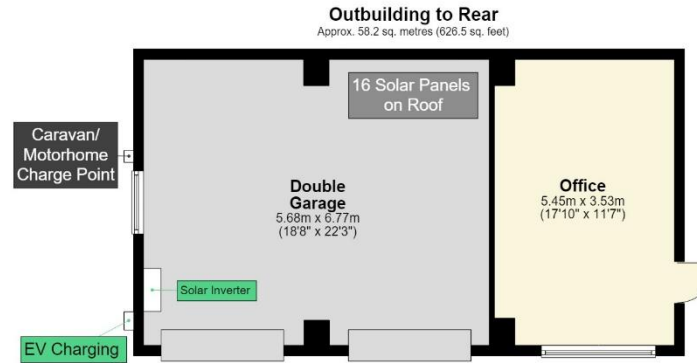 Outbuilding to Rear
Approx. 58.2 sq. metres (626.5 sq. feet)
16 Solar Panels
on Roof
Caravan/
Motorhome
Charge Point
Double
Garage
5.68m x 6.77m
(18'8" x 22'3")
Office
5.45m x 3.53m
(17'10" x 11'7")
Solar Inverter
EV Charging